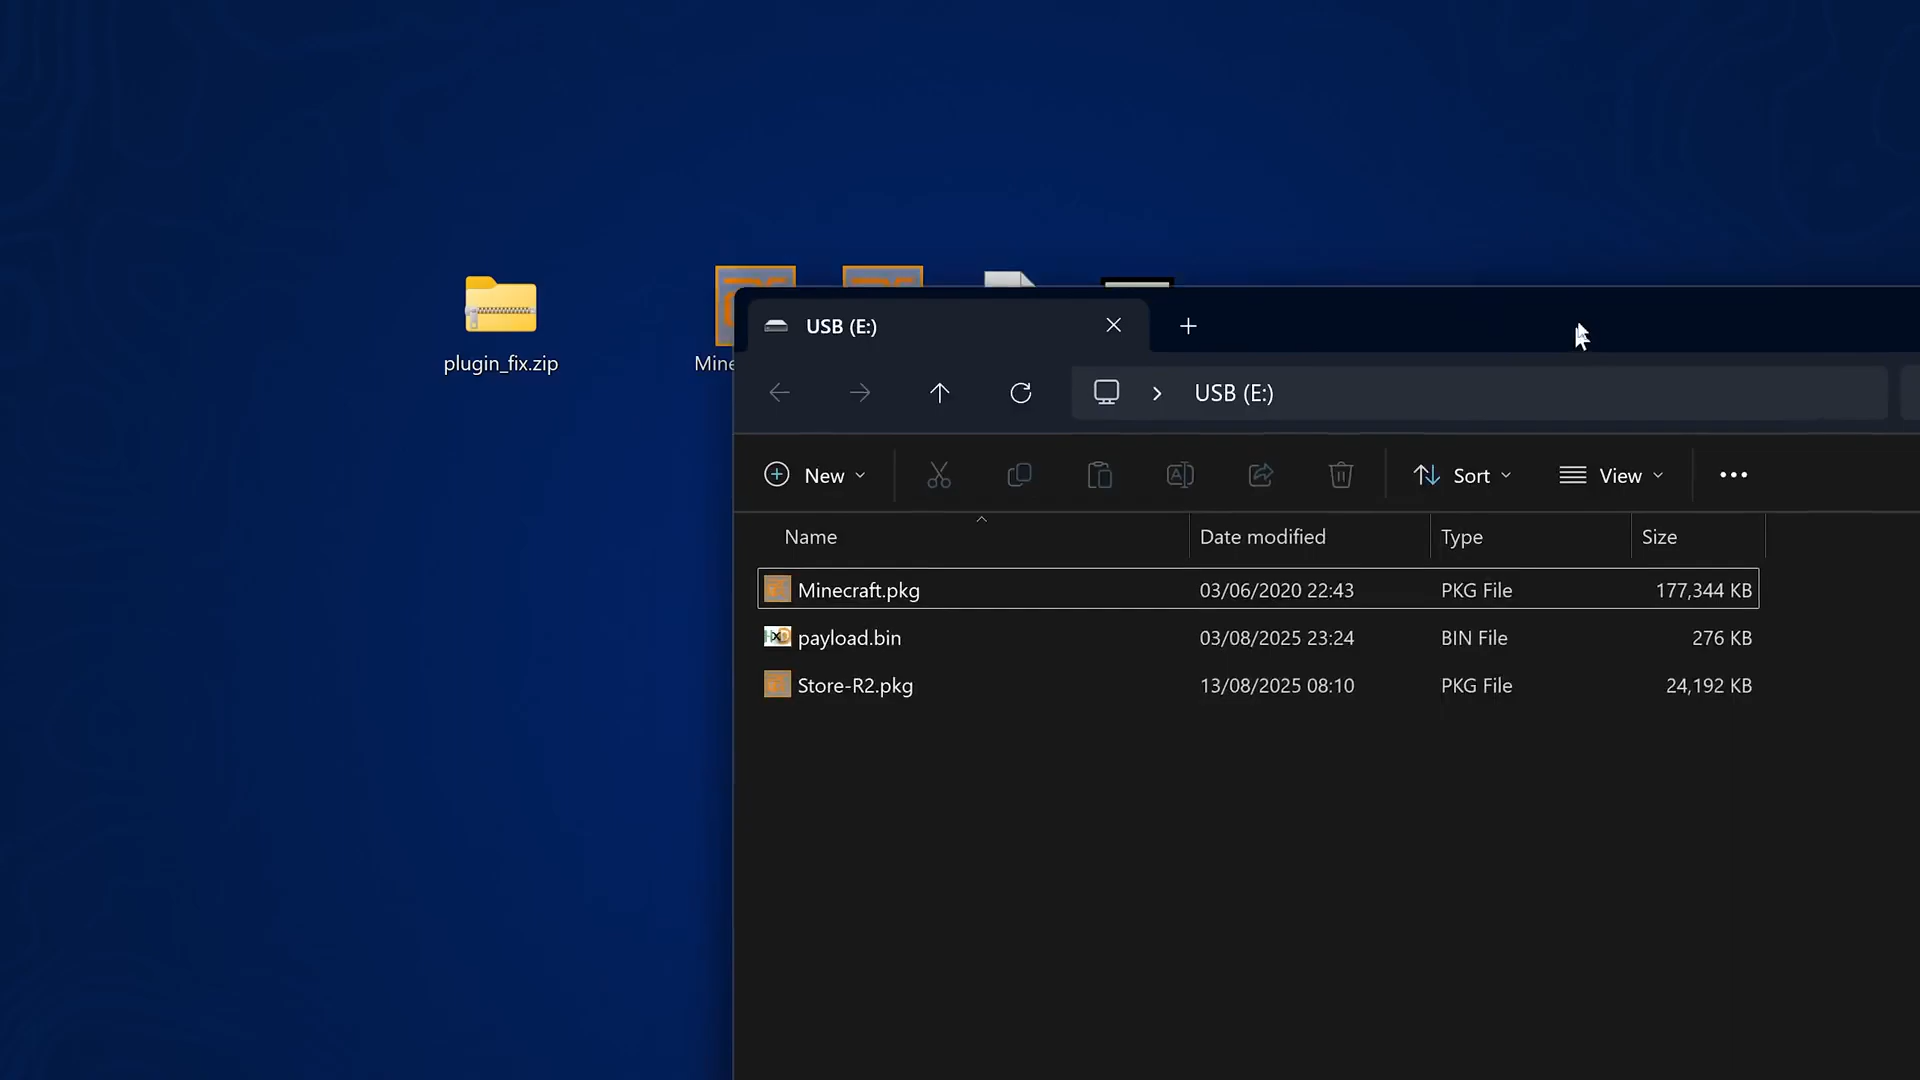 plugin_fix.zip
Mine
USB (E:)
USB (E:)
New
Sort
View
Name
Date modified
Type
Size
Minecraft.pkg 03/06/2020 22:43 PKG File 177,344 KB
payload.bin 03/08/2025 23:24 BIN File 276 KB
Store-R2.pkg 13/08/2025 08:10 PKG File 24,192 KB